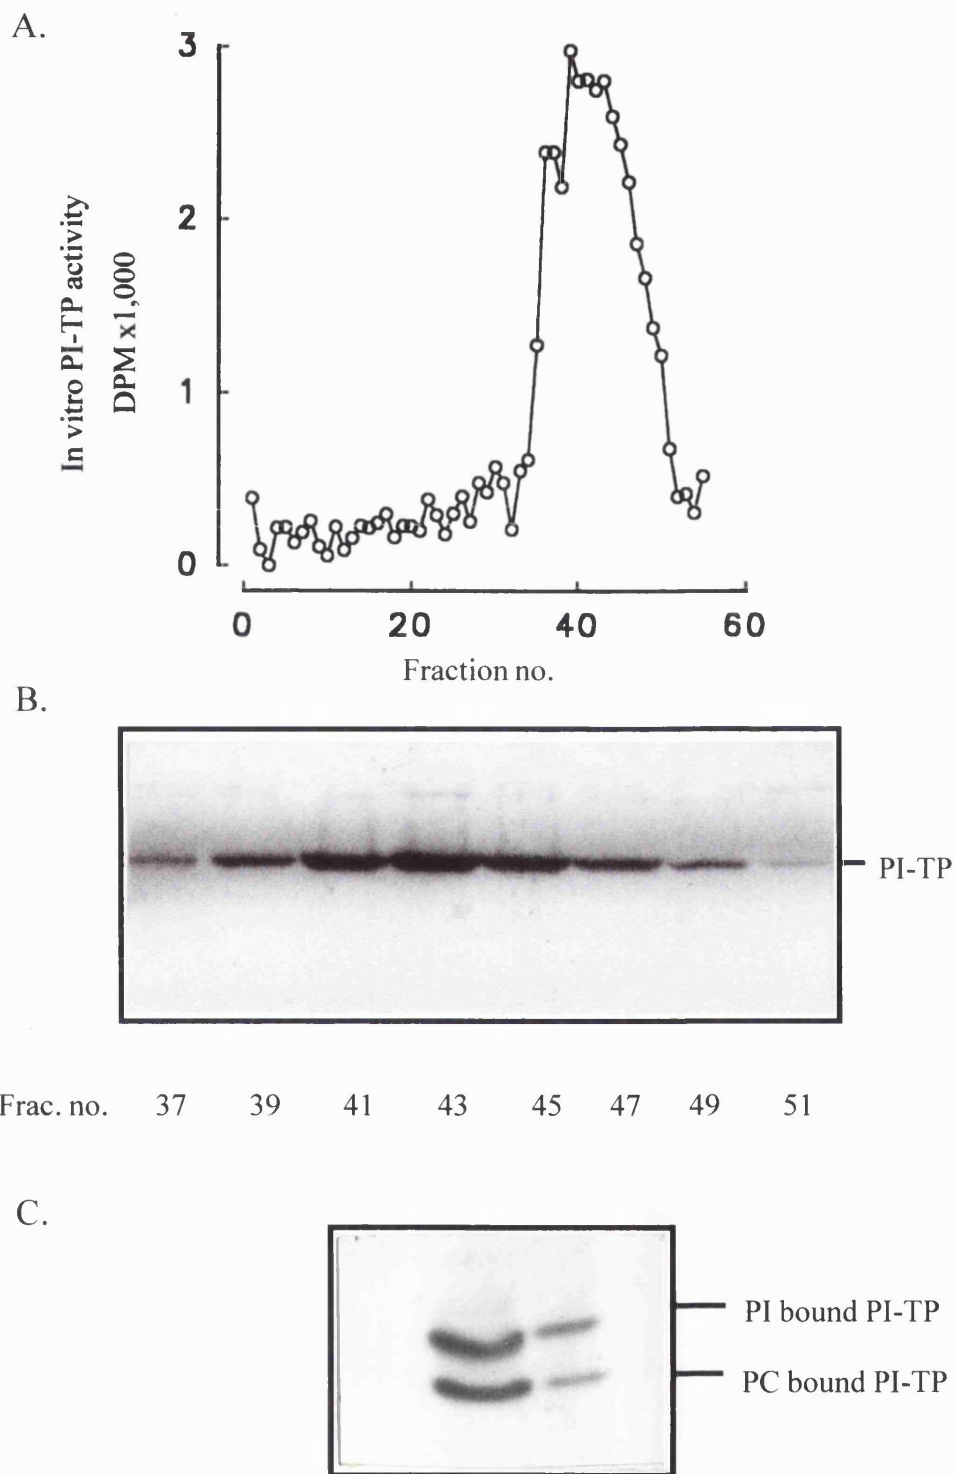 A.
In vitro PI-TP activity
DPM x1,000
3
2
1
0
0 20 40 60
Fraction no.
B.
PI-TP
Frac. no. 37 39 41 43 45 47 49 51
C.
PI bound PI-TP
PC bound PI-TP